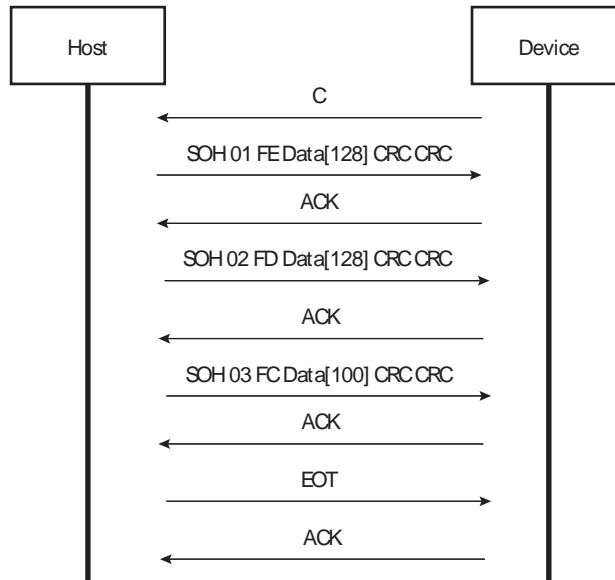 Host
Device
C
SOH 01 FE Data[128] CRC CRC
ACK
SOH 02 FD Data[128] CRC CRC
ACK
SOH 03 FC Data[100] CRC CRC
ACK
EOT
ACK